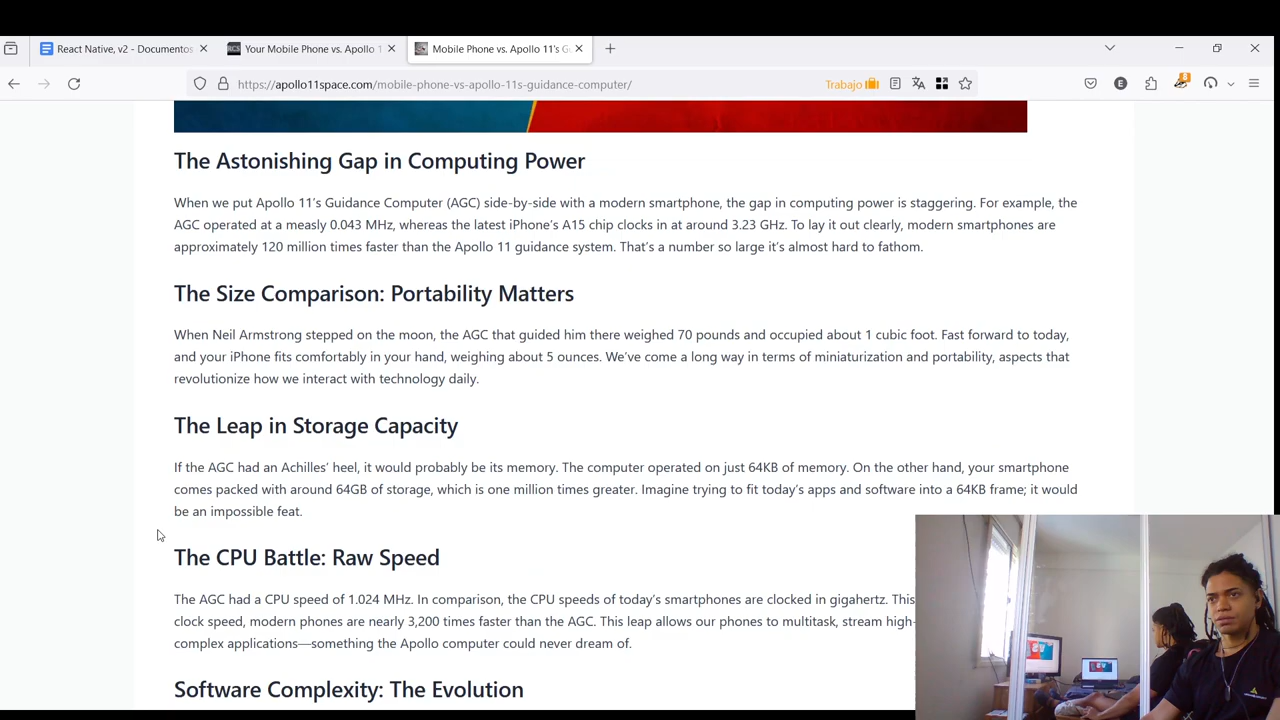 React Native, v2 - Documentos
Your Mobile Phone vs. Apollo 1
Mobile Phone vs. Apollo 11's G
https://apollo11space.com/mobile-phone-vs-apollo-11s-guidance-computer/
Trabajo
E
8
The Astonishing Gap in Computing Power
When we put Apollo 11's Guidance Computer (AGC) side-by-side with a modern smartphone, the gap in computing power is staggering. For example, the
AGC operated at a measly 0.043 MHz, whereas the latest iPhone's A15 chip clocks in at around 3.23 GHz. To lay it out clearly, modern smartphones are
approximately 120 million times faster than the Apollo 11 guidance system. That's a number so large it's almost hard to fathom.
The Size Comparison: Portability Matters
When Neil Armstrong stepped on the moon, the AGC that guided him there weighed 70 pounds and occupied about 1 cubic foot. Fast forward to today,
and your iPhone fits comfortably in your hand, weighing about 5 ounces. We've come a long way in terms of miniaturization and portability, aspects that
revolutionize how we interact with technology daily.
The Leap in Storage Capacity
If the AGC had an Achilles' heel, it would probably be its memory. The computer operated on just 64KB of memory. On the other hand, your smartphone
comes packed with around 64GB of storage, which is one million times greater. Imagine trying to fit today's apps and software into a 64KB frame; it would
be an impossible feat.
The CPU Battle: Raw Speed
The AGC had a CPU speed of 1.024 MHz. In comparison, the CPU speeds of today's smartphones are clocked in gigahertz. This
clock speed, modern phones are nearly 3,200 times faster than the AGC. This leap allows our phones to multitask, stream high-
complex applications—something the Apollo computer could never dream of.
Software Complexity: The Evolution